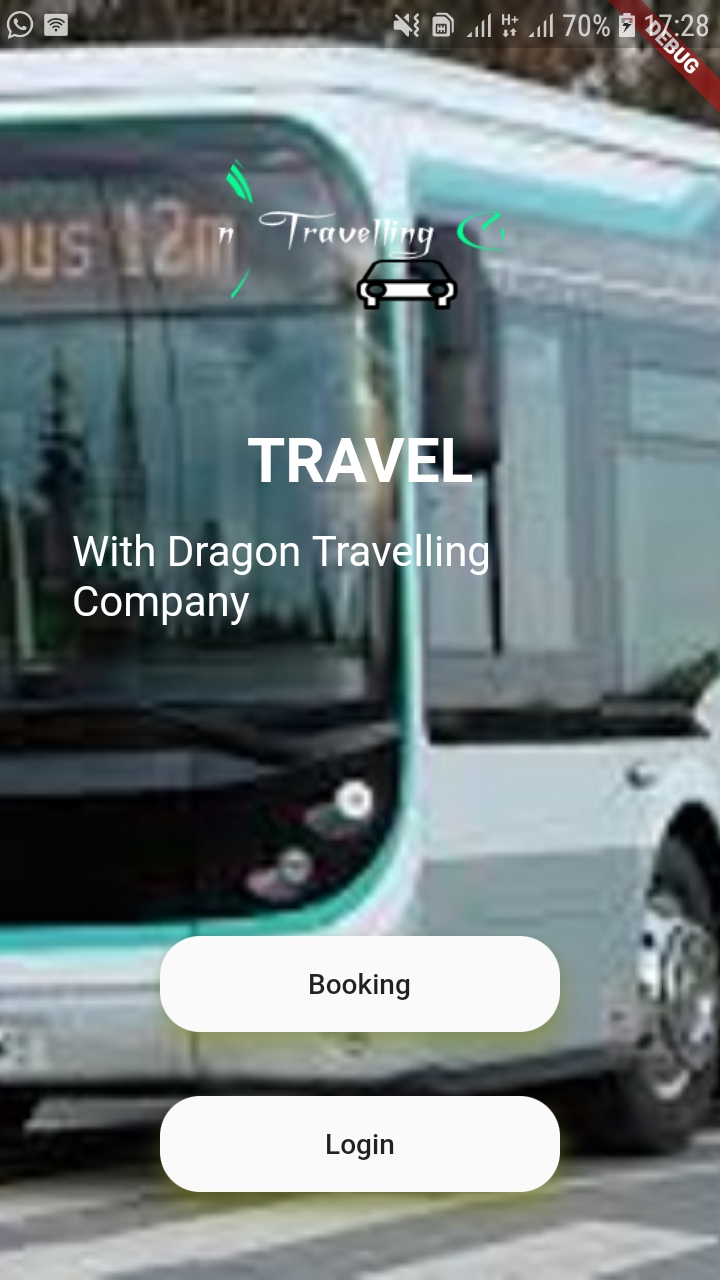 H+ 70% 17:28
DEBUG
bus 12m
n Travelling
TRAVEL
With Dragon Travelling
Company
Booking
Login